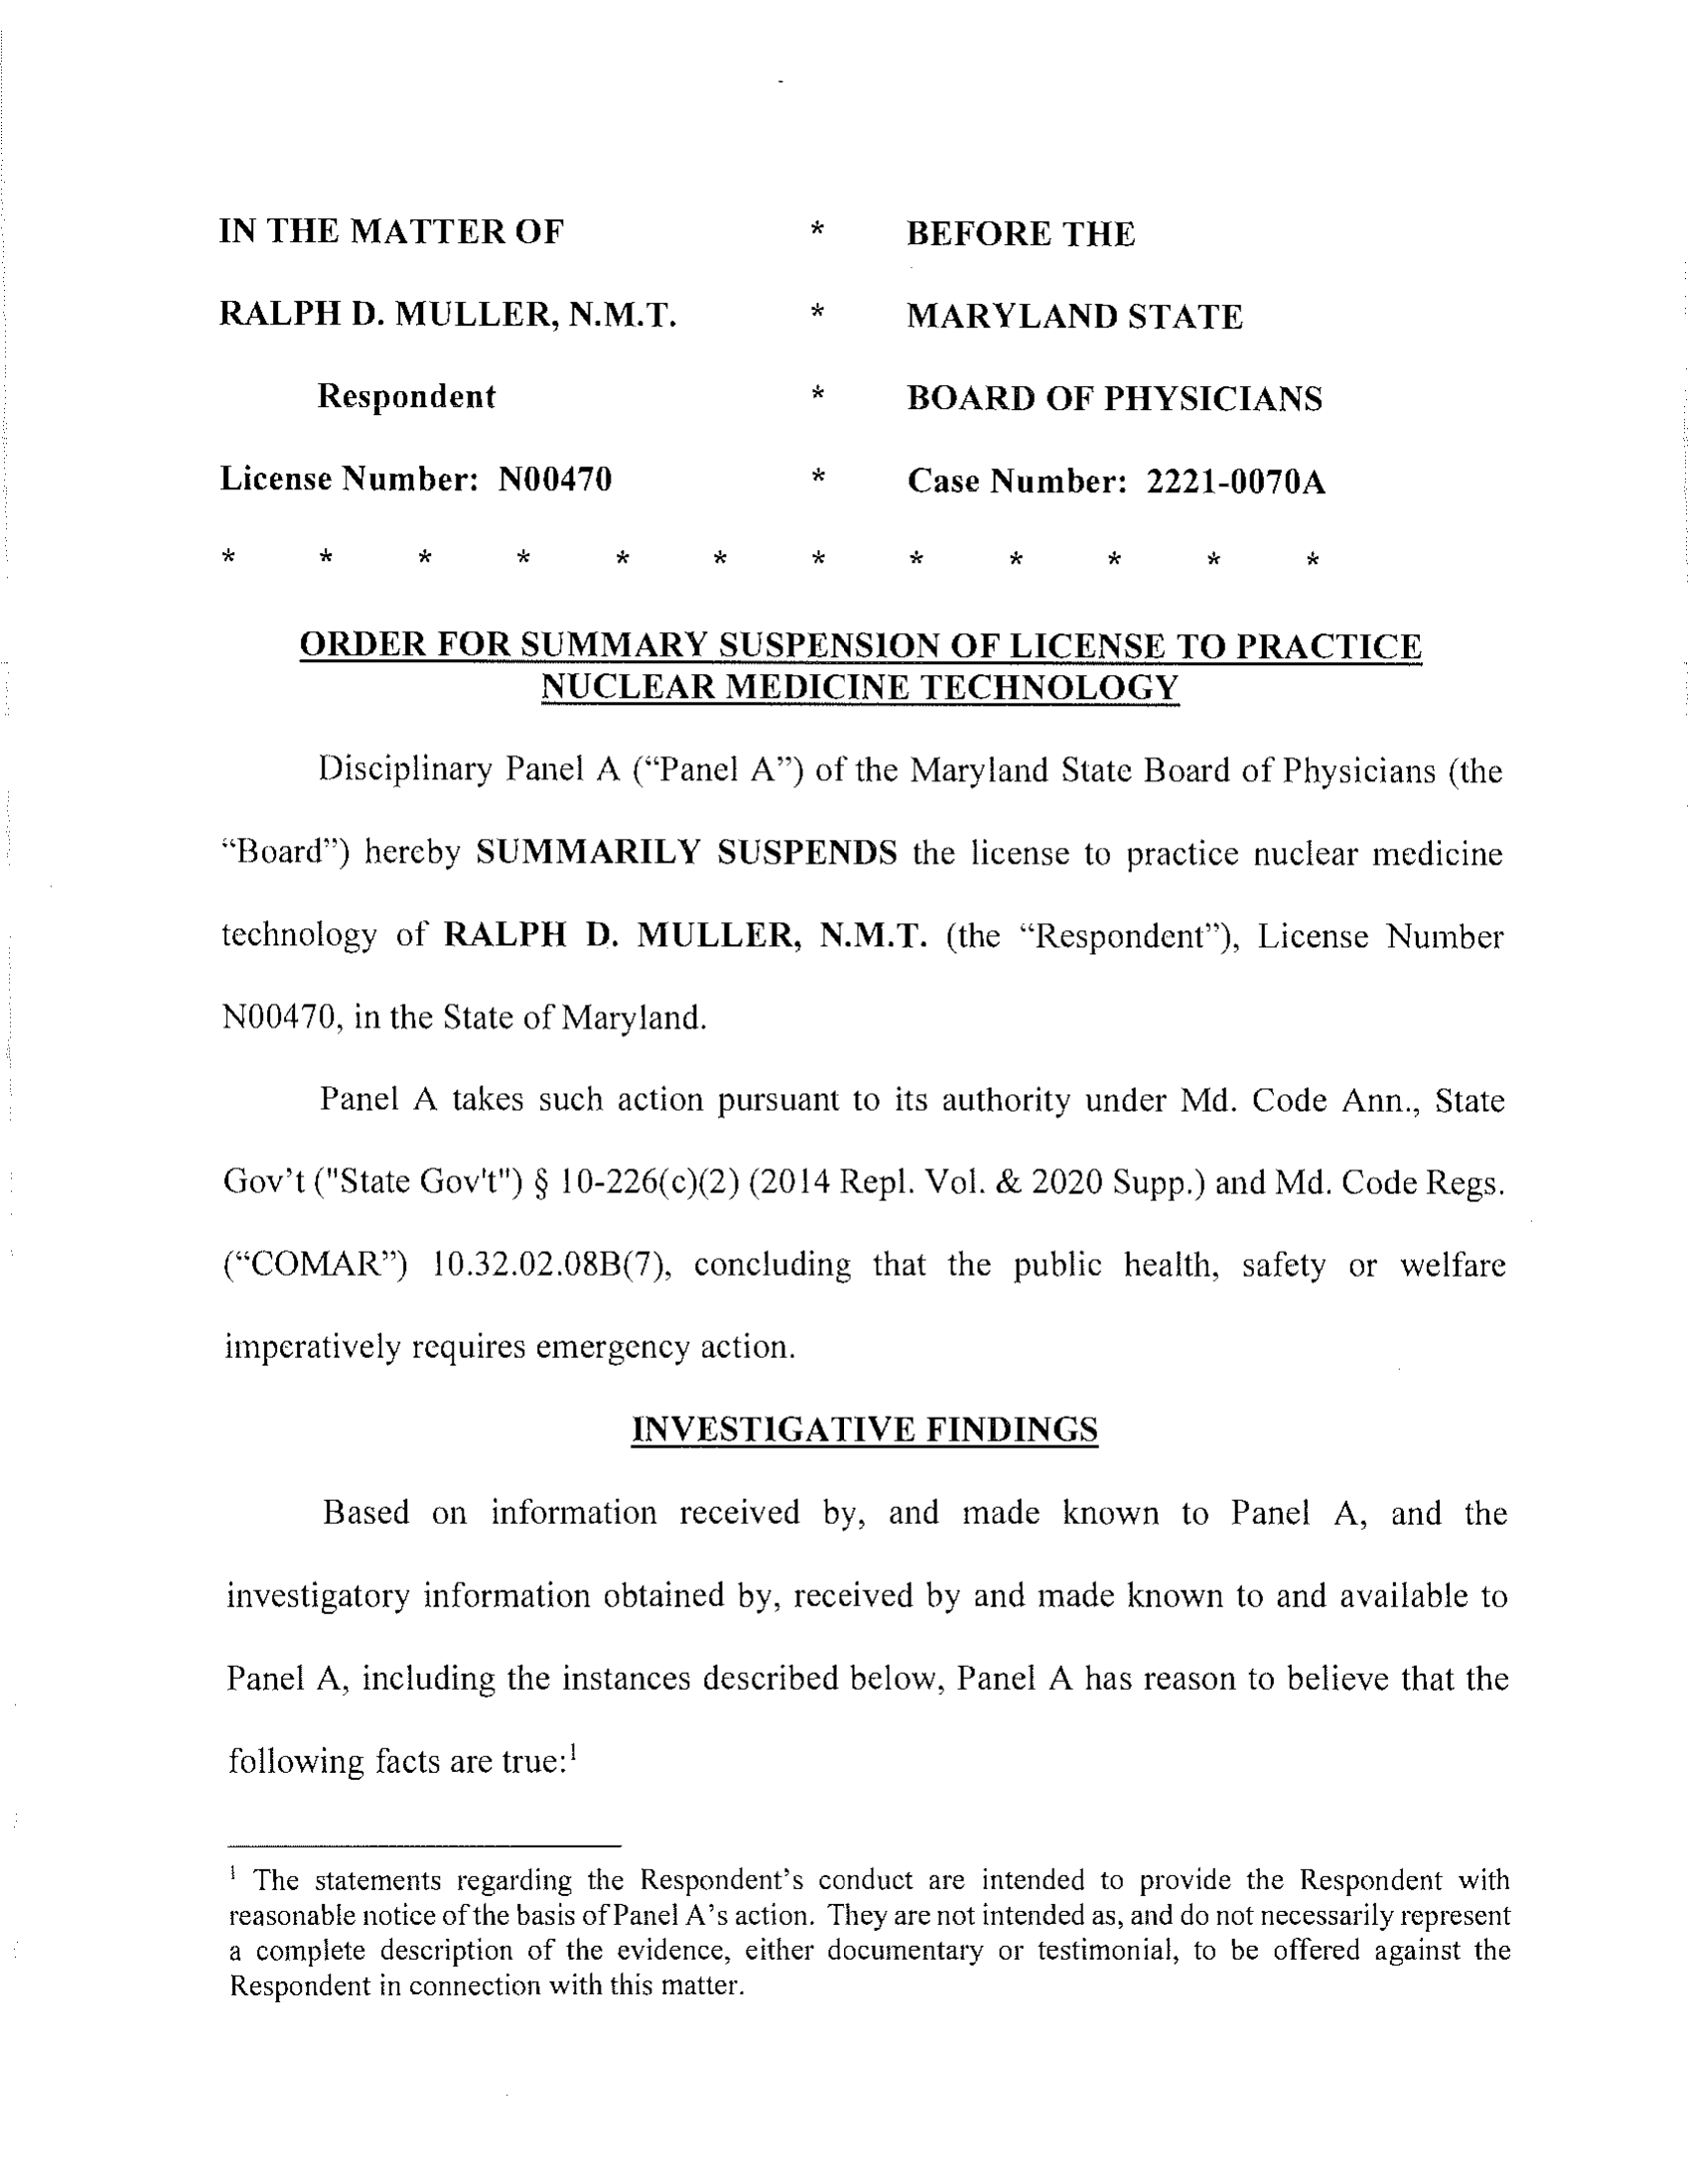 IN THE MATTER OF * BEFORE THE
RALPH D. MULLER, N.M.T. * MARYLAND STATE
Respondent * BOARD OF PHYSICIANS
License Number: N00470 * Case Number: 2221-0070A
* * * * * * * * * * * *
ORDER FOR SUMMARY SUSPENSION OF LICENSE TO PRACTICE
NUCLEAR MEDICINE TECHNOLOGY
Disciplinary Panel A (“Panel A”) of the Maryland State Board of Physicians (the
“Board”) hereby SUMMARILY SUSPENDS the license to practice nuclear medicine
technology of RALPH D. MULLER, N.M.T. (the “Respondent”), License Number
N00470, in the State of Maryland.
Panel A takes such action pursuant to its authority under Md. Code Ann., State
Gov’t ("State Gov't") § 10-226(c)(2) (2014 Repl. Vol. & 2020 Supp.) and Md. Code Regs.
(“COMAR”) 10.32.02.08B(7), concluding that the public health, safety or welfare
imperatively requires emergency action.
INVESTIGATIVE FINDINGS
Based on information received by, and made known to Panel A, and the
investigatory information obtained by, received by and made known to and available to
Panel A, including the instances described below, Panel A has reason to believe that the
following facts are true:¹
¹ The statements regarding the Respondent’s conduct are intended to provide the Respondent with
reasonable notice of the basis of Panel A’s action. They are not intended as, and do not necessarily represent
a complete description of the evidence, either documentary or testimonial, to be offered against the
Respondent in connection with this matter.